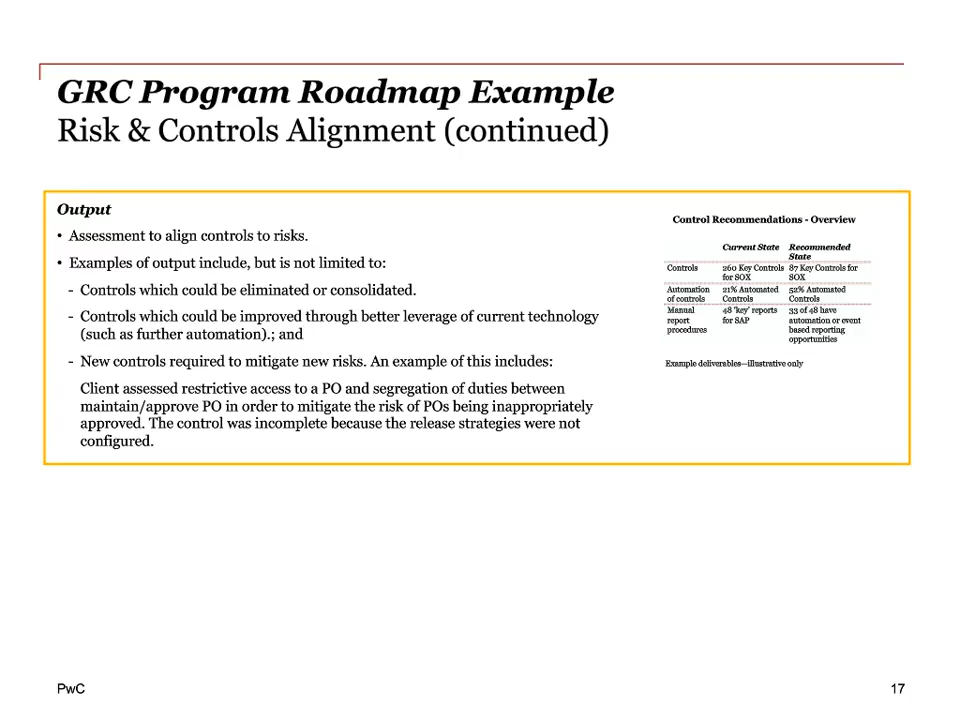 GRC Program Roadmap Example
Risk & Controls Alignment (continued)
Output
• Assessment to align controls to risks.
• Examples of output include, but is not limited to:
- Controls which could be eliminated or consolidated.
- Controls which could be improved through better leverage of current technology
(such as further automation).; and
- New controls required to mitigate new risks. An example of this includes:
Client assessed restrictive access to a PO and segregation of duties between
maintain/approve PO in order to mitigate the risk of POs being inappropriately
approved. The control was incomplete because the release strategies were not
configured.
Control Recommendations - Overview
Current State Recommended
State
Controls 260 Key Controls 87 Key Controls for
for SOX SOX
Automation 21% Automated 52% Automated
of controls Controls Controls
Manual 48 'key' reports 33 of 48 have
report for SAP automation or event
procedures based reporting
opportunities
Example deliverables—illustrative only
PwC 17